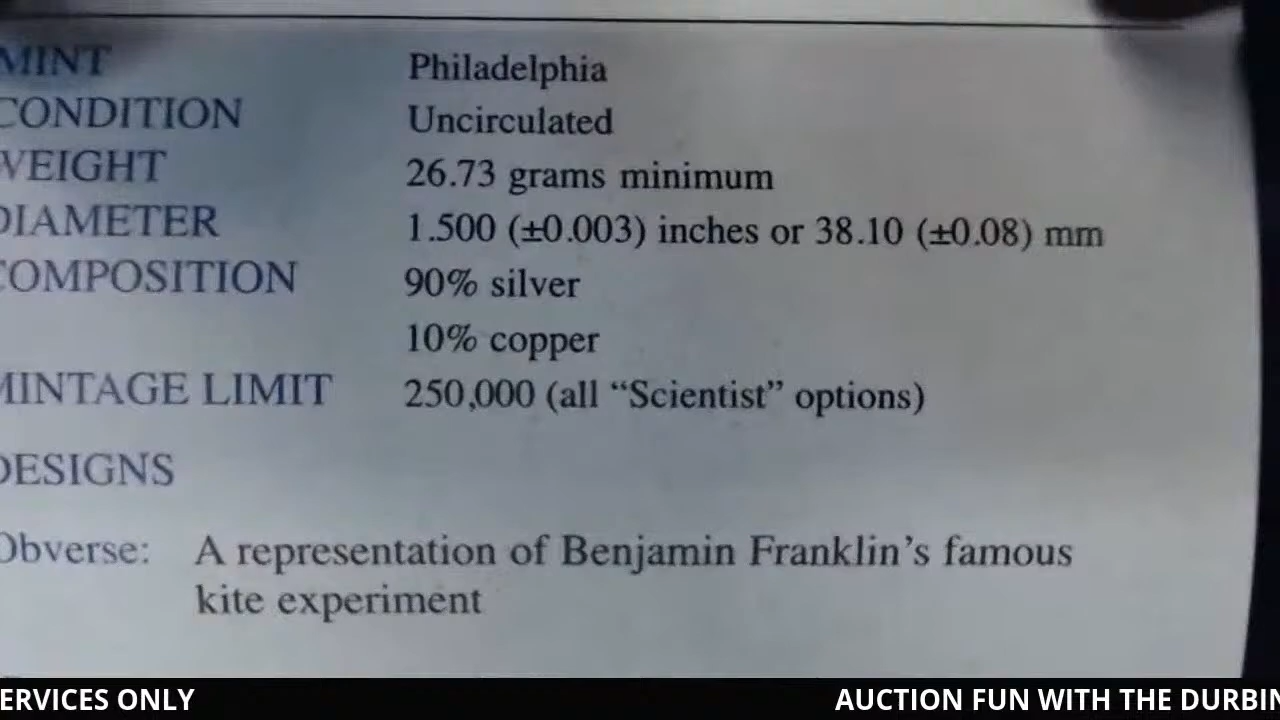 MINT Philadelphia
CONDITION Uncirculated
WEIGHT 26.73 grams minimum
DIAMETER 1.500 (±0.003) inches or 38.10 (±0.08) mm
COMPOSITION 90% silver
10% copper
MINTAGE LIMIT 250,000 (all “Scientist” options)
DESIGNS
Obverse: A representation of Benjamin Franklin’s famous
kite experiment
ERVICES ONLY AUCTION FUN WITH THE DURBIN